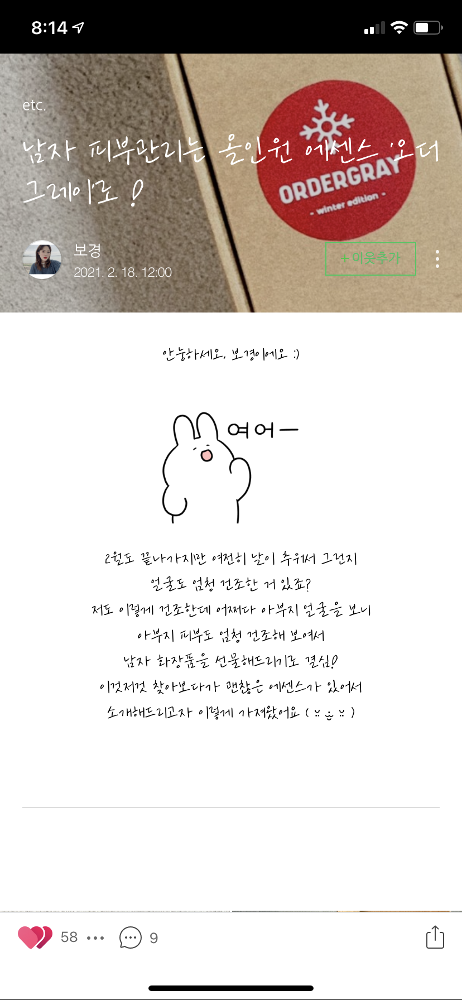 8:14
etc.
남자 피부관리는 올인원 에센스 '오더
그레이'로 !
ORDERGRAY
- winter edition -
보경
2021. 2. 18. 12:00
+이웃추가
안눙하세오, 보경이에오 :)
여어ー
2월도 끝나가지만 여전히 날이 추워서 그런지
얼굴도 엄청 건조한 거 있죠?
저도 이렇게 건조한데 어쩌다 아부지 얼굴을 보니
아부지 피부도 엄청 건조해 보여서
남자 화장품을 선물해드리기로 결심!
이것저것 찾아보다가 괜찮은 에센스가 있어서
소개해드리고자 이렇게 가져왔어요 ( ⍤ ܫ ⍤ )
58
9